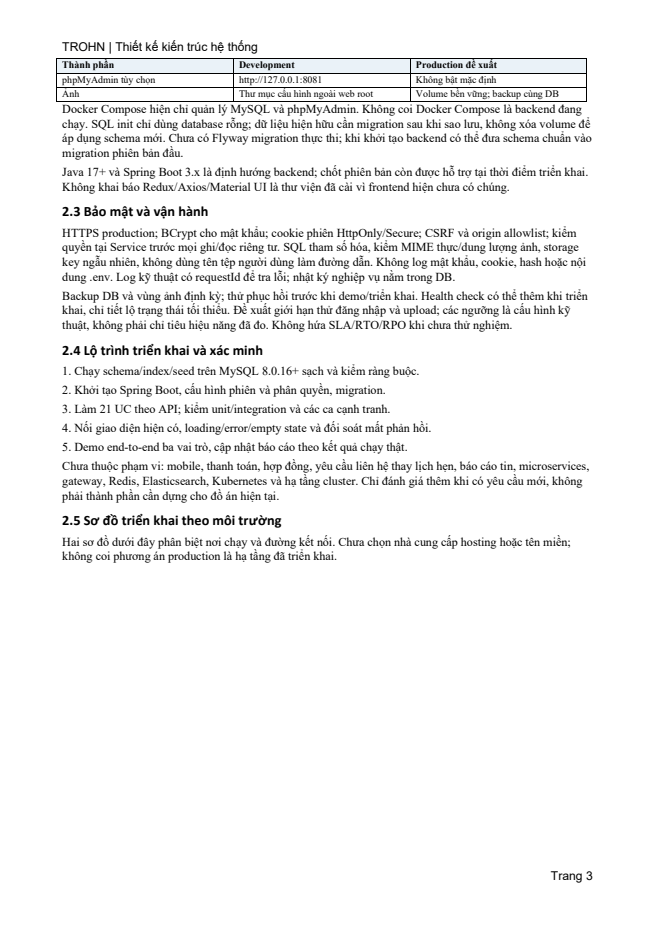 TROHN | Thiết kế kiến trúc hệ thống
Thành phần Development Production đề xuất
phpMyAdmin tùy chọn http://127.0.0.1:8081 Không bật mặc định
Ảnh Thư mục cấu hình ngoài web root Volume bền vững; backup cùng DB
Docker Compose hiện chỉ quản lý MySQL và phpMyAdmin. Không coi Docker Compose là backend đang
chạy. SQL init chỉ dùng database rỗng; dữ liệu hiện hữu cần migration sau khi sao lưu, không xóa volume để
áp dụng schema mới. Chưa có Flyway migration thực thi; khi khởi tạo backend có thể đưa schema chuẩn vào
migration phiên bản đầu.
Java 17+ và Spring Boot 3.x là định hướng backend; chốt phiên bản còn được hỗ trợ tại thời điểm triển khai.
Không khai báo Redux/Axios/Material UI là thư viện đã cài vì frontend hiện chưa có chúng.
2.3 Bảo mật và vận hành
HTTPS production; BCrypt cho mật khẩu; cookie phiên HttpOnly/Secure; CSRF và origin allowlist; kiểm
quyền tại Service trước mọi ghi/đọc riêng tư. SQL tham số hóa, kiểm MIME thực/dung lượng ảnh, storage
key ngẫu nhiên, không dùng tên tệp người dùng làm đường dẫn. Không log mật khẩu, cookie, hash hoặc nội
dung .env. Log kỹ thuật có requestId để tra lỗi; nhật ký nghiệp vụ nằm trong DB.
Backup DB và vùng ảnh định kỳ; thử phục hồi trước khi demo/triển khai. Health check có thể thêm khi triển
khai, chi tiết lộ trạng thái tối thiểu. Đề xuất giới hạn thử đăng nhập và upload; các ngưỡng là cấu hình kỹ
thuật, không phải chỉ tiêu hiệu năng đã đo. Không hứa SLA/RTO/RPO khi chưa thử nghiệm.
2.4 Lộ trình triển khai và xác minh
1. Chạy schema/index/seed trên MySQL 8.0.16+ sạch và kiểm ràng buộc.
2. Khởi tạo Spring Boot, cấu hình phiên và phân quyền, migration.
3. Làm 21 UC theo API; kiểm unit/integration và các ca cạnh tranh.
4. Nối giao diện hiện có, loading/error/empty state và đối soát mất phản hồi.
5. Demo end-to-end ba vai trò, cập nhật báo cáo theo kết quả chạy thật.
Chưa thuộc phạm vi: mobile, thanh toán, hợp đồng, yêu cầu liên hệ thay lịch hẹn, báo cáo tin, microservices,
gateway, Redis, Elasticsearch, Kubernetes và hạ tầng cluster. Chỉ đánh giá thêm khi có yêu cầu mới, không
phải thành phần cần dựng cho đồ án hiện tại.
2.5 Sơ đồ triển khai theo môi trường
Hai sơ đồ dưới đây phân biệt nơi chạy và đường kết nối. Chưa chọn nhà cung cấp hosting hoặc tên miền;
không coi phương án production là hạ tầng đã triển khai.
Trang 3